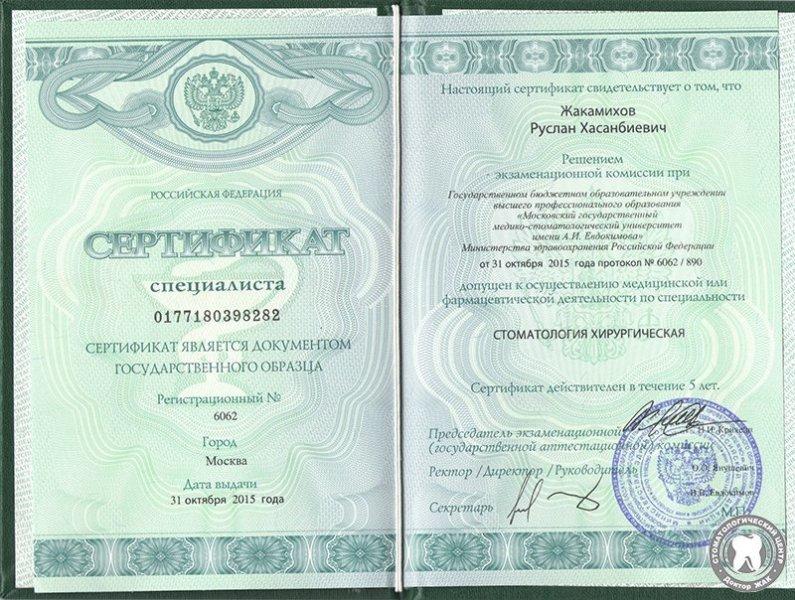 РОССИЙСКАЯ ФЕДЕРАЦИЯ
СЕРТИФИКАТ
специалиста
0177180398282
СЕРТИФИКАТ ЯВЛЯЕТСЯ ДОКУМЕНТОМ
ГОСУДАРСТВЕННОГО ОБРАЗЦА
Регистрационный №
6062
Город
Москва
Дата выдачи
31 октября 2015 года
Настоящий сертификат свидетельствует о том, что
Жакамихов
Руслан Хасанбиевич
Решением
экзаменационной комиссии при
Государственном бюджетном образовательном учреждении
высшего профессионального образования
«Московский государственный
медико-стоматологический университет
имени А.И. Евдокимова»
Министерства здравоохранения Российской Федерации
от 31 октября 2015 года протокол № 6062 / 890
допущен к осуществлению медицинской или
фармацевтической деятельности по специальности
СТОМАТОЛОГИЯ ХИРУРГИЧЕСКАЯ
Сертификат действителен в течение 5 лет.
Председатель экзаменационной
(государственной аттестационной) комиссии
Ректор /Директор /Руководитель
О.О. Янушевич
Секретарь
М.П.
СТОМАТОЛОГИЧЕСКИЙ ЦЕНТР
Доктор ЖАК